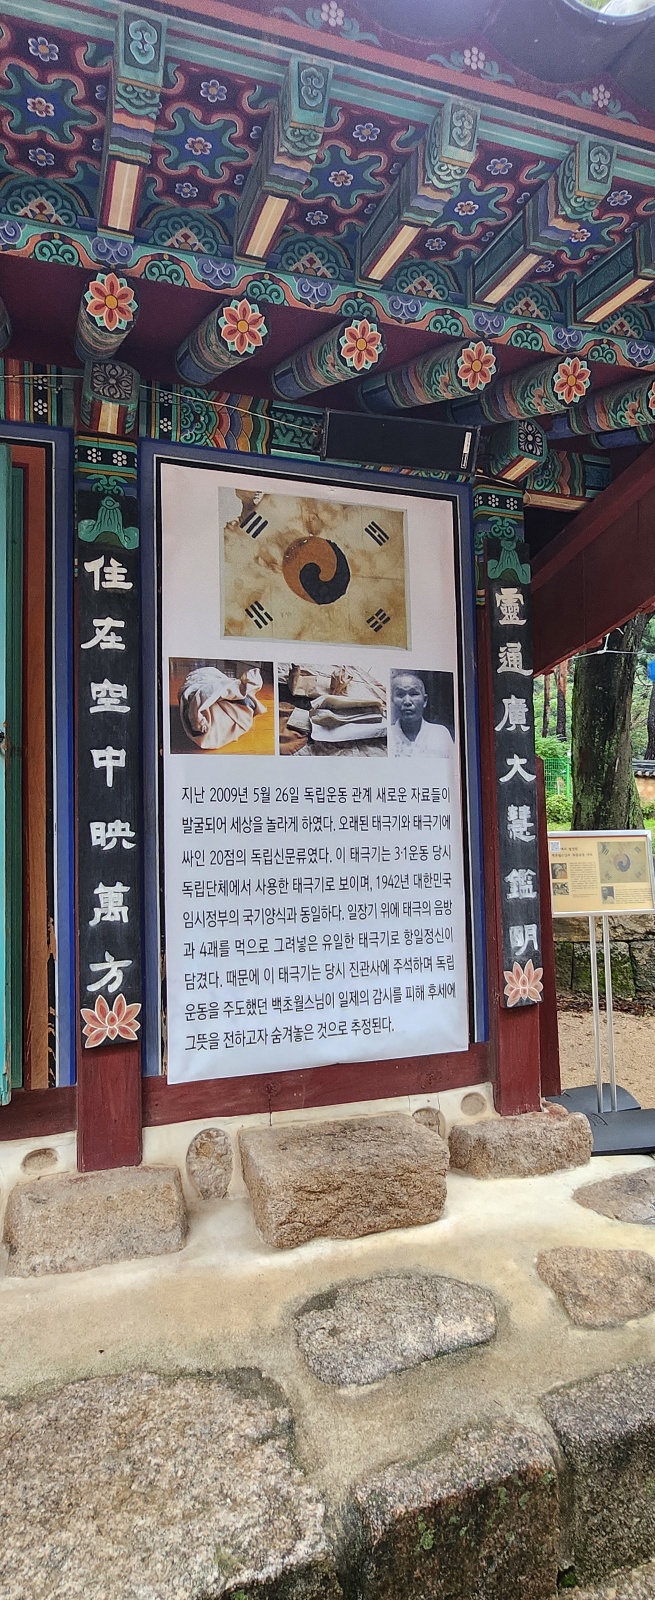 靈通廣大慧鑑明
住在空中映萬方
지난 2009년 5월 26일 독립운동 관계 새로운 자료들이
발굴되어 세상을 놀라게 하였다. 오래된 태극기와 태극기에
싸인 20점의 독립신문류였다. 이 태극기는 3·1운동 당시
독립단체에서 사용한 태극기로 보이며, 1942년 대한민국
임시정부의 국기양식과 동일하다. 일장기 위에 태극의 음방
과 4괘를 먹으로 그려넣은 유일한 태극기로 항일정신이
담겼다. 때문에 이 태극기는 당시 진관사에 주석하며 독립
운동을 주도했던 백초월스님이 일제의 감시를 피해 후세에
그뜻을 전하고자 숨겨놓은 것으로 추정된다.